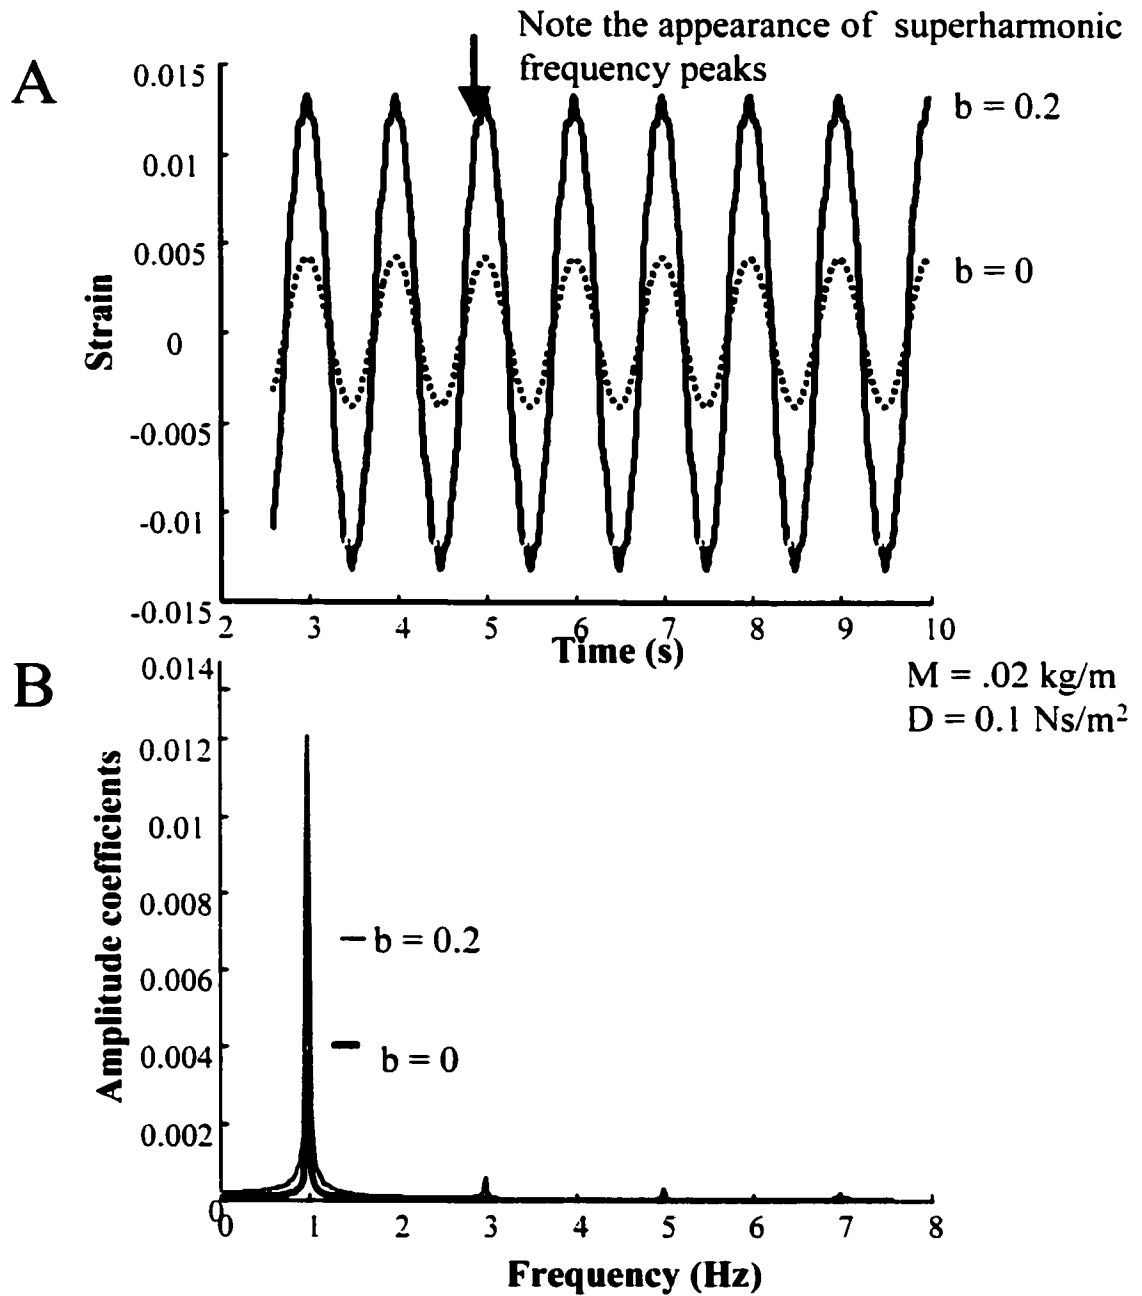 Note the appearance of superharmonic
frequency peaks
A
0.015
b = 0.2
0.01
0.005
b = 0
Strain
0
-0.005
-0.01
-0.015
2 3 4 5 6 7 8 9 10
Time (s)
B
M = .02 kg/m
D = 0.1 Ns/m²
0.014
0.012
0.01
Amplitude coefficients
0.008
b = 0.2
0.006
0.004
b = 0
0.002
0
0 1 2 3 4 5 6 7 8
Frequency (Hz)